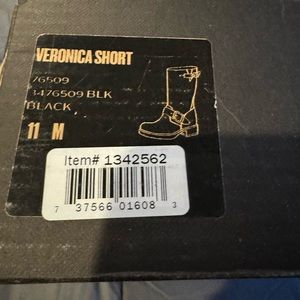 VERONICA SHORT
76509
3476509 BLK
BLACK
11 M
Item# 1342562
7 37566 01608 3